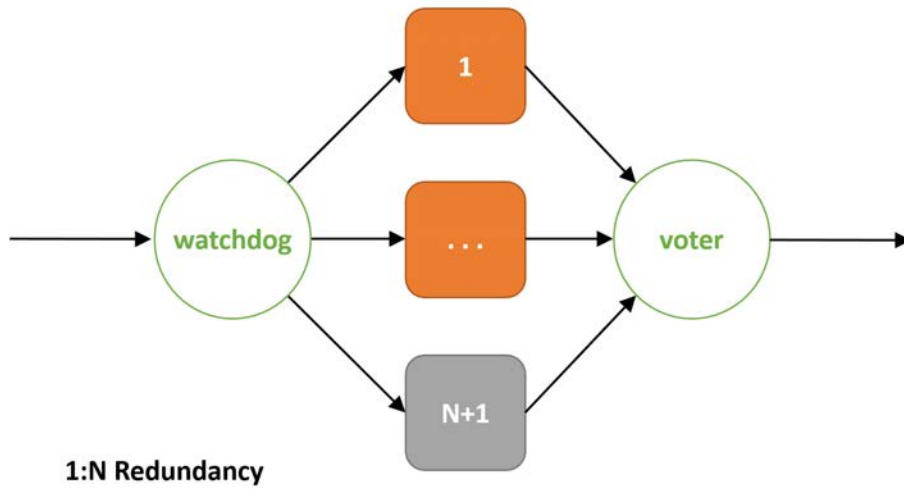 1
watchdog
. . .
voter
N+1
1:N Redundancy